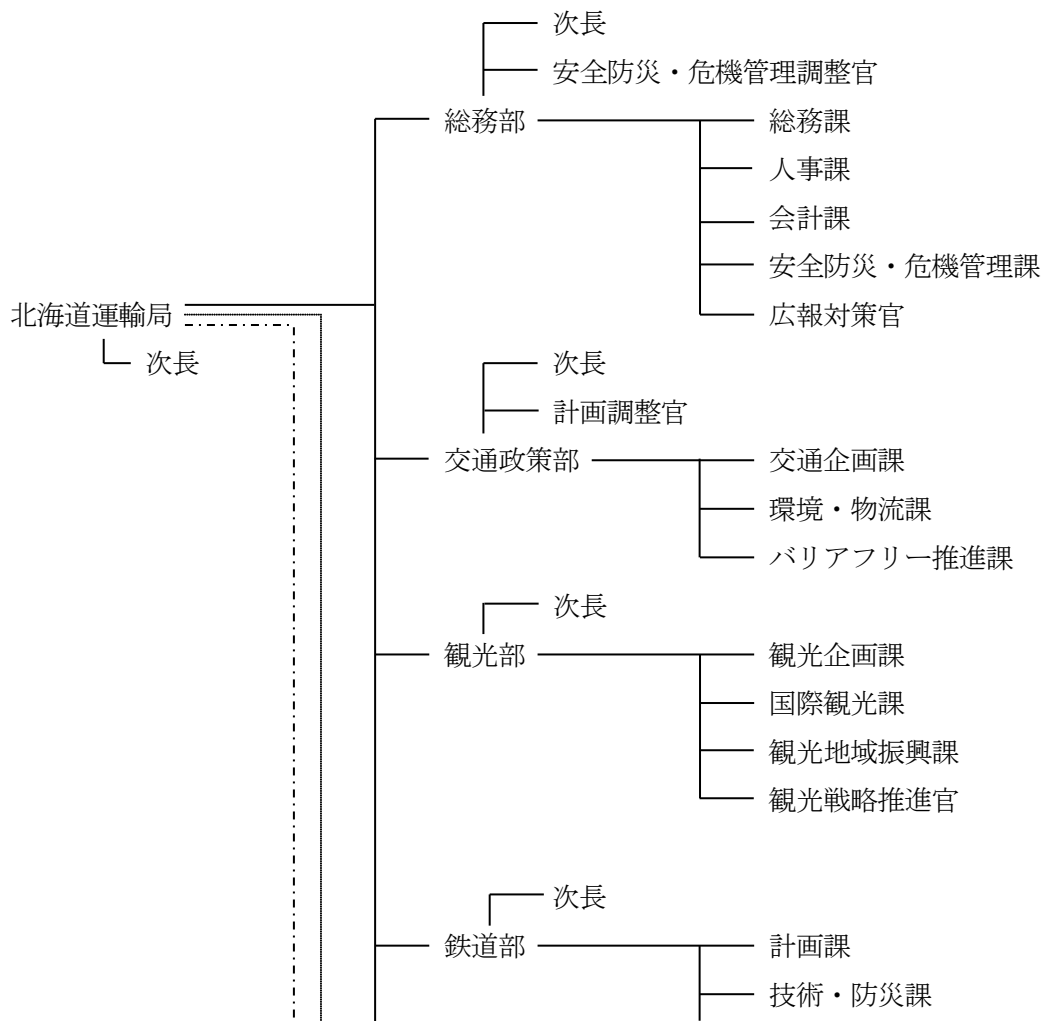 次長
安全防災・危機管理調整官
総務部
総務課
人事課
会計課
安全防災・危機管理課
広報対策官
北海道運輸局
次長
次長
計画調整官
交通政策部
交通企画課
環境・物流課
バリアフリー推進課
次長
観光部
観光企画課
国際観光課
観光地域振興課
観光戦略推進官
次長
鉄道部
計画課
技術・防災課